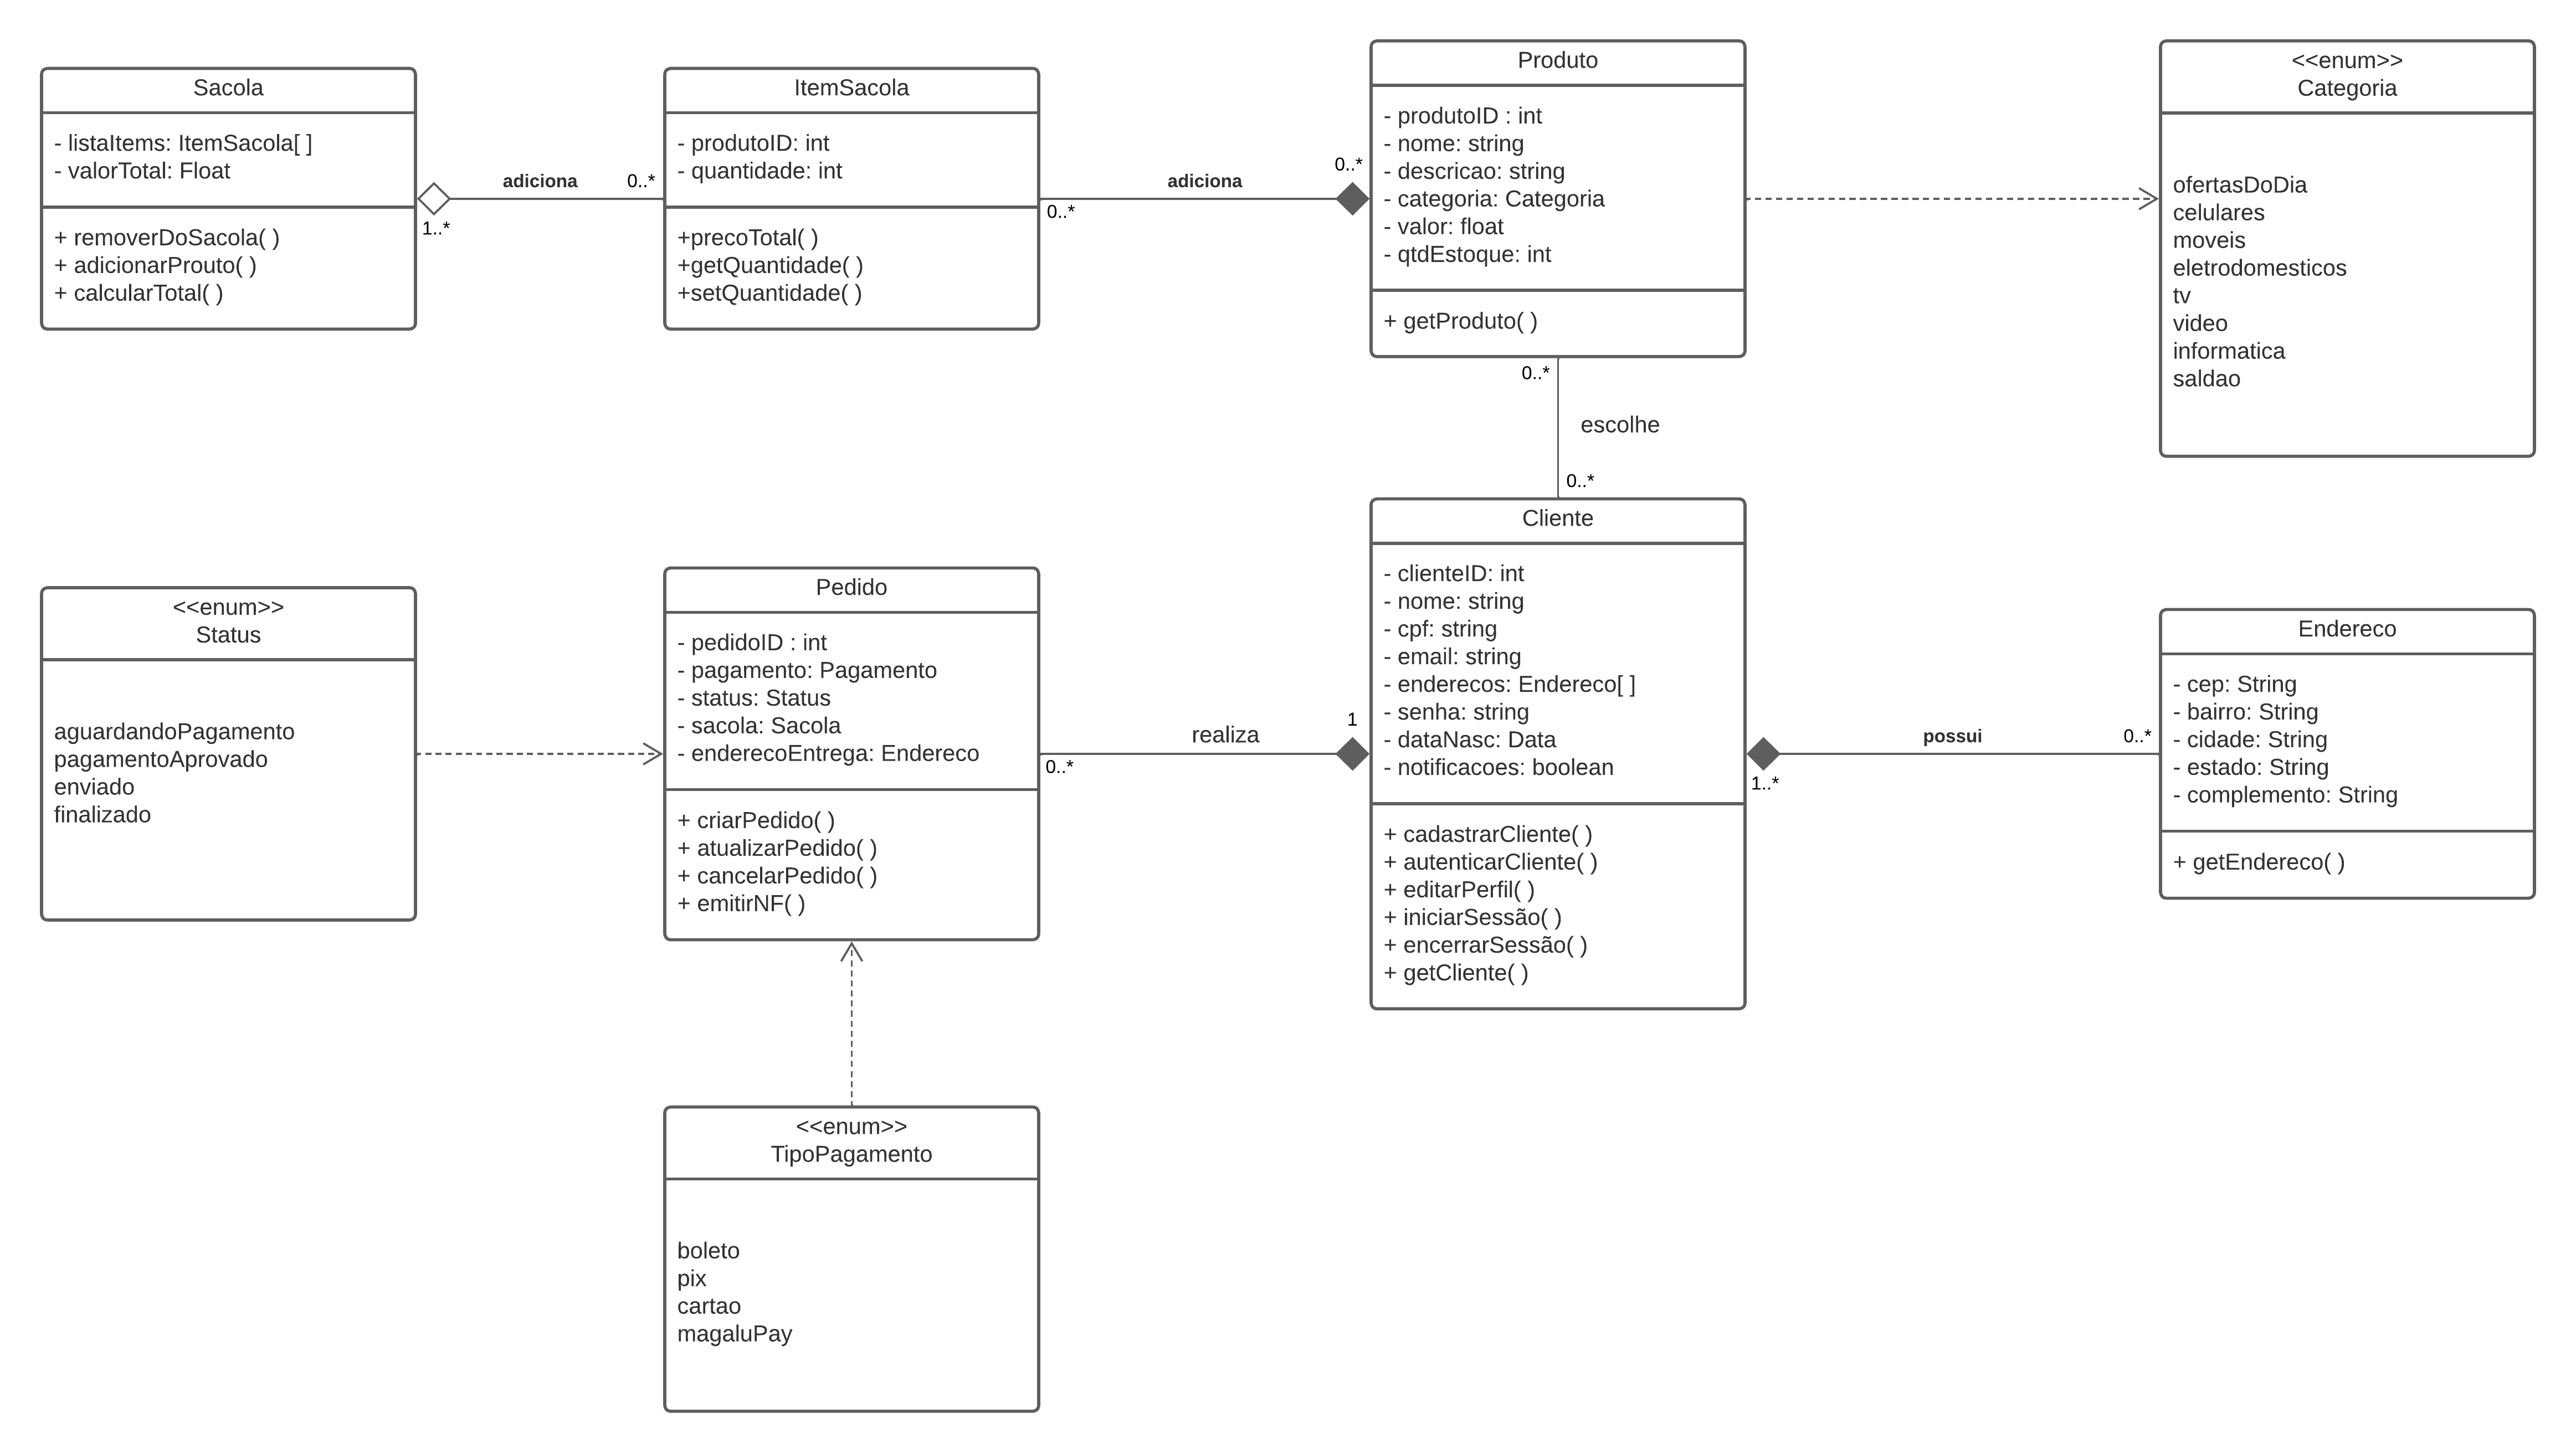 Sacola
- listaItems: ItemSacola[ ]
- valorTotal: Float
+ removerDoSacola( )
+ adicionarProuto( )
+ calcularTotal( )
adiciona
0..*
1..*
ItemSacola
- produtoID: int
- quantidade: int
+precoTotal( )
+getQuantidade( )
+setQuantidade( )
adiciona
0..*
0..*
Produto
- produtoID : int
- nome: string
- descricao: string
- categoria: Categoria
- valor: float
- qtdEstoque: int
+ getProduto( )
<<enum>>
Categoria
ofertasDoDia
celulares
moveis
eletrodomesticos
tv
video
informatica
saldao
0..*
escolhe
0..*
<<enum>>
Status
aguardandoPagamento
pagamentoAprovado
enviado
finalizado
Pedido
- pedidoID : int
- pagamento: Pagamento
- status: Status
- sacola: Sacola
- enderecoEntrega: Endereco
+ criarPedido( )
+ atualizarPedido( )
+ cancelarPedido( )
+ emitirNF( )
realiza
1
0..*
Cliente
- clienteID: int
- nome: string
- cpf: string
- email: string
- enderecos: Endereco[ ]
- senha: string
- dataNasc: Data
- notificacoes: boolean
+ cadastrarCliente( )
+ autenticarCliente( )
+ editarPerfil( )
+ iniciarSessão( )
+ encerrarSessão( )
+ getCliente( )
possui
0..*
1..*
Endereco
- cep: String
- bairro: String
- cidade: String
- estado: String
- complemento: String
+ getEndereco( )
<<enum>>
TipoPagamento
boleto
pix
cartao
magaluPay